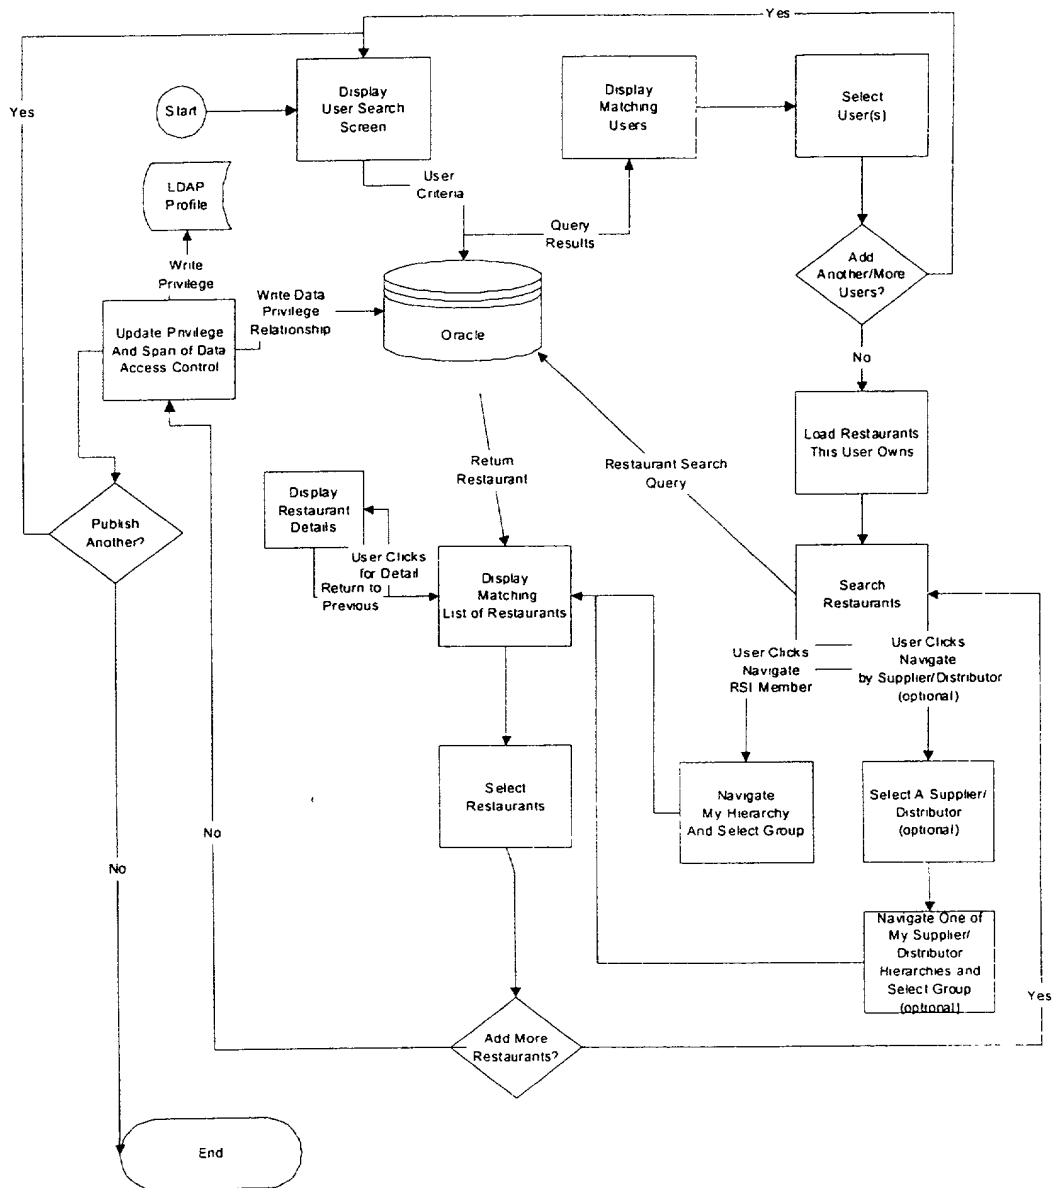 Yes
Yes
Start
Display
User Search
Screen
Display
Matching
Users
Select
User(s)
LDAP
Profile
User
Criteria
Query
Results
Write
Privilege
Write Data
Privilege
Relationship
Add
Another/More
Users?
Update Privilege
And Span of Data
Access Control
Oracle
No
Load Restaurants
This User Owns
Return
Restaurant
Restaurant Search
Query
Display
Restaurant
Details
Publish
Another?
User Clicks
for Detail
Return to
Previous
Display
Matching
List of Restaurants
Search
Restaurants
User Clicks
Navigate
RSI Member
User Clicks
Navigate
by Supplier/Distributor
(optional)
Select
Restaurants
Navigate
My Hierarchy
And Select Group
Select A Supplier/
Distributor
(optional)
No
No
Navigate One of
My Supplier/
Distributor
Hierarchies and
Select Group
(optional)
Yes
Add More
Restaurants?
End